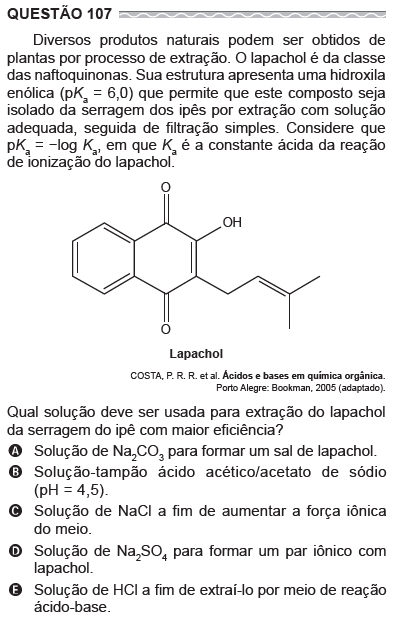 QUESTÃO 107
Diversos produtos naturais podem ser obtidos de
plantas por processo de extração. O lapachol é da classe
das naftoquinonas. Sua estrutura apresenta uma hidroxila
enólica (pKₐ = 6,0) que permite que este composto seja
isolado da serragem dos ipês por extração com solução
adequada, seguida de filtração simples. Considere que
pKₐ = −log Kₐ, em que Kₐ é a constante ácida da reação
de ionização do lapachol.
O
OH
O
Lapachol
COSTA, P. R. R. et al. Ácidos e bases em química orgânica.
Porto Alegre: Bookman, 2005 (adaptado).
Qual solução deve ser usada para extração do lapachol
da serragem do ipê com maior eficiência?
A Solução de Na₂CO₃ para formar um sal de lapachol.
B Solução-tampão ácido acético/acetato de sódio
(pH = 4,5).
C Solução de NaCl a fim de aumentar a força iônica
do meio.
D Solução de Na₂SO₄ para formar um par iônico com
lapachol.
E Solução de HCl a fim de extraí-lo por meio de reação
ácido-base.